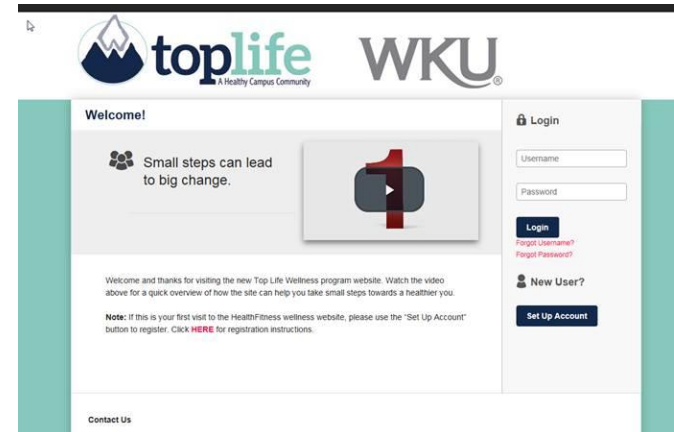 toplife
A Healthy Campus Community
WKU®
Welcome!
Small steps can lead
to big change.
1
Welcome and thanks for visiting the new Top Life Wellness program website. Watch the video
above for a quick overview of how the site can help you take small steps towards a healthier you.
Note: If this is your first visit to the HealthFitness wellness website, please use the "Set Up Account"
button to register. Click HERE for registration instructions.
Contact Us
Login
Username
Password
Login
Forgot Username?
Forgot Password?
New User?
Set Up Account